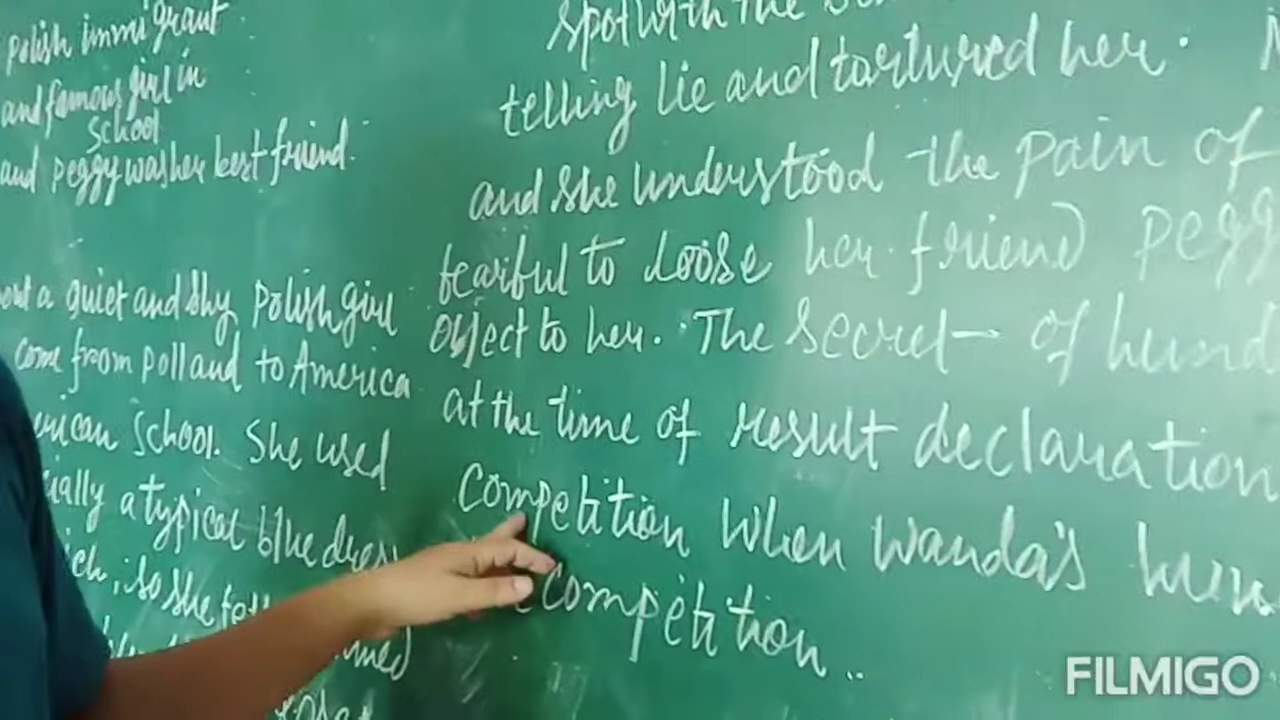 Polish immigrant
and famous girl in
School
and Peggy was her best friend.
a quiet and shy Polish girl
come from polland to America
School. She used
a typical blue dress
so she
spot with the
telling lie and tortured her.
and she understood the pain of
fearful to loose her friend Pegg
object to her. The secret of hund
at the time of result declaration
competition when Wanda's
competition..
FILMIGO